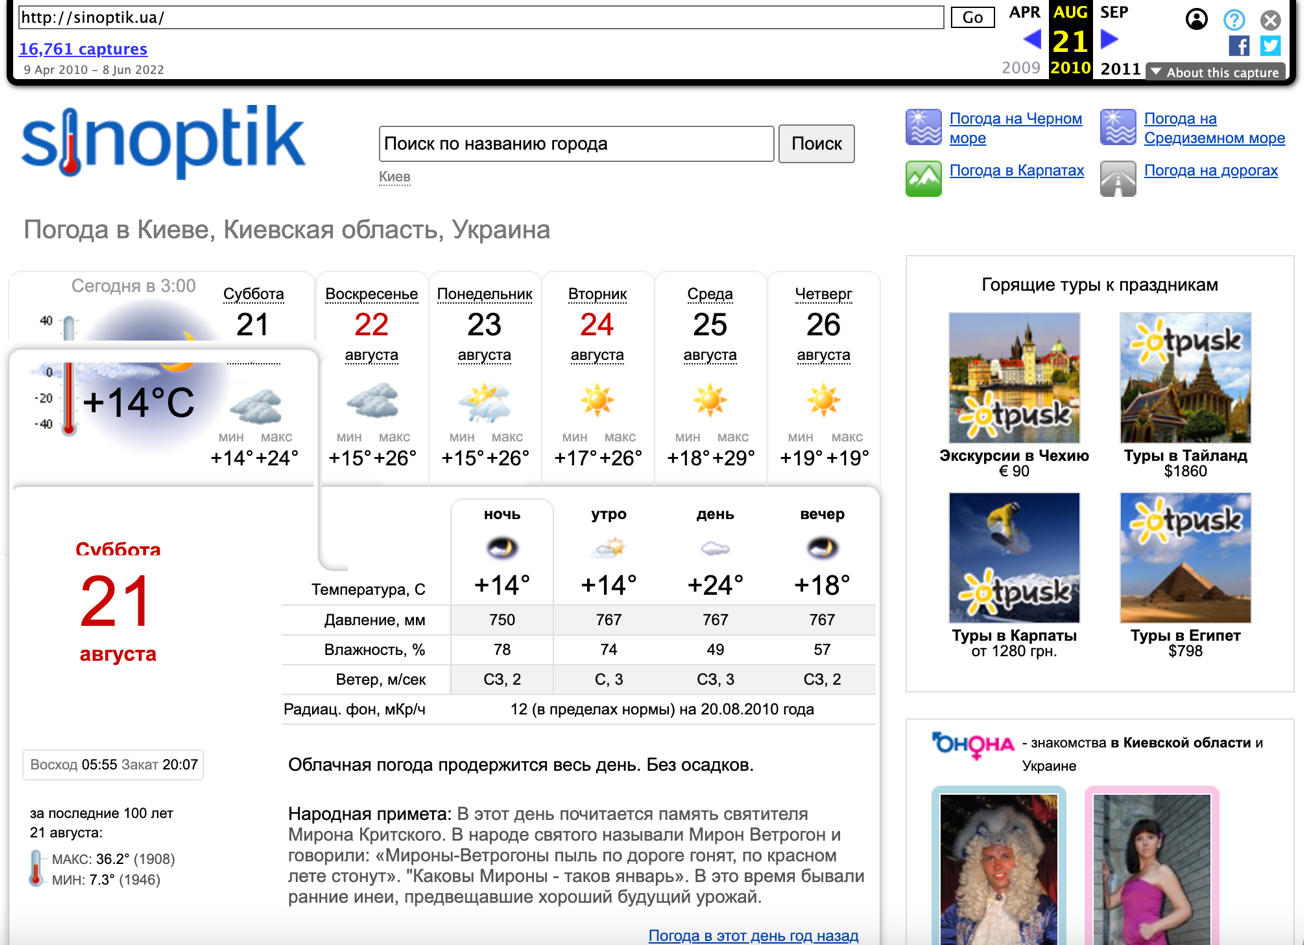 http://sinoptik.ua/
Go
APR
AUG
SEP
16,761 captures
21
9 Apr 2010 – 8 Jun 2022
2009
2010
2011
About this capture
sinoptik
Поиск по названию города
Поиск
Киев
Погода на Черном
море
Погода на
Средиземном море
Погода в Карпатах
Погода на дорогах
Погода в Киеве, Киевская область, Украина
Сегодня в 3:00
40
0
-20
-40
+14°C
Суббота
21
мин макс
+14° +24°
Воскресенье
22
августа
мин макс
+15° +26°
Понедельник
23
августа
мин макс
+15° +26°
Вторник
24
августа
мин макс
+17° +26°
Среда
25
августа
мин макс
+18° +29°
Четверг
26
августа
мин макс
+19° +19°
Суббота
21
августа
ночь утро день вечер
Температура, С +14° +14° +24° +18°
Давление, мм 750 767 767 767
Влажность, % 78 74 49 57
Ветер, м/сек СЗ, 2 С, 3 СЗ, 3 СЗ, 2
Радиац. фон, мКр/ч 12 (в пределах нормы) на 20.08.2010 года
Восход 05:55 Закат 20:07
за последние 100 лет
21 августа:
МАКС: 36.2° (1908)
МИН: 7.3° (1946)
Облачная погода продержится весь день. Без осадков.
Народная примета: В этот день почитается память святителя
Мирона Критского. В народе святого называли Мирон Ветрогон и
говорили: «Мироны-Ветрогоны пыль по дороге гонят, по красном
лете стонут». "Каковы Мироны - таков январь». В это время бывали
ранние инеи, предвещавшие хороший будущий урожай.
Погода в этот день год назад
Горящие туры к праздникам
otpusk
Экскурсии в Чехию
€ 90
otpusk
Туры в Тайланд
$1860
otpusk
Туры в Карпаты
от 1280 грн.
otpusk
Туры в Египет
$798
ОНОНА - знакомства в Киевской области и
Украине